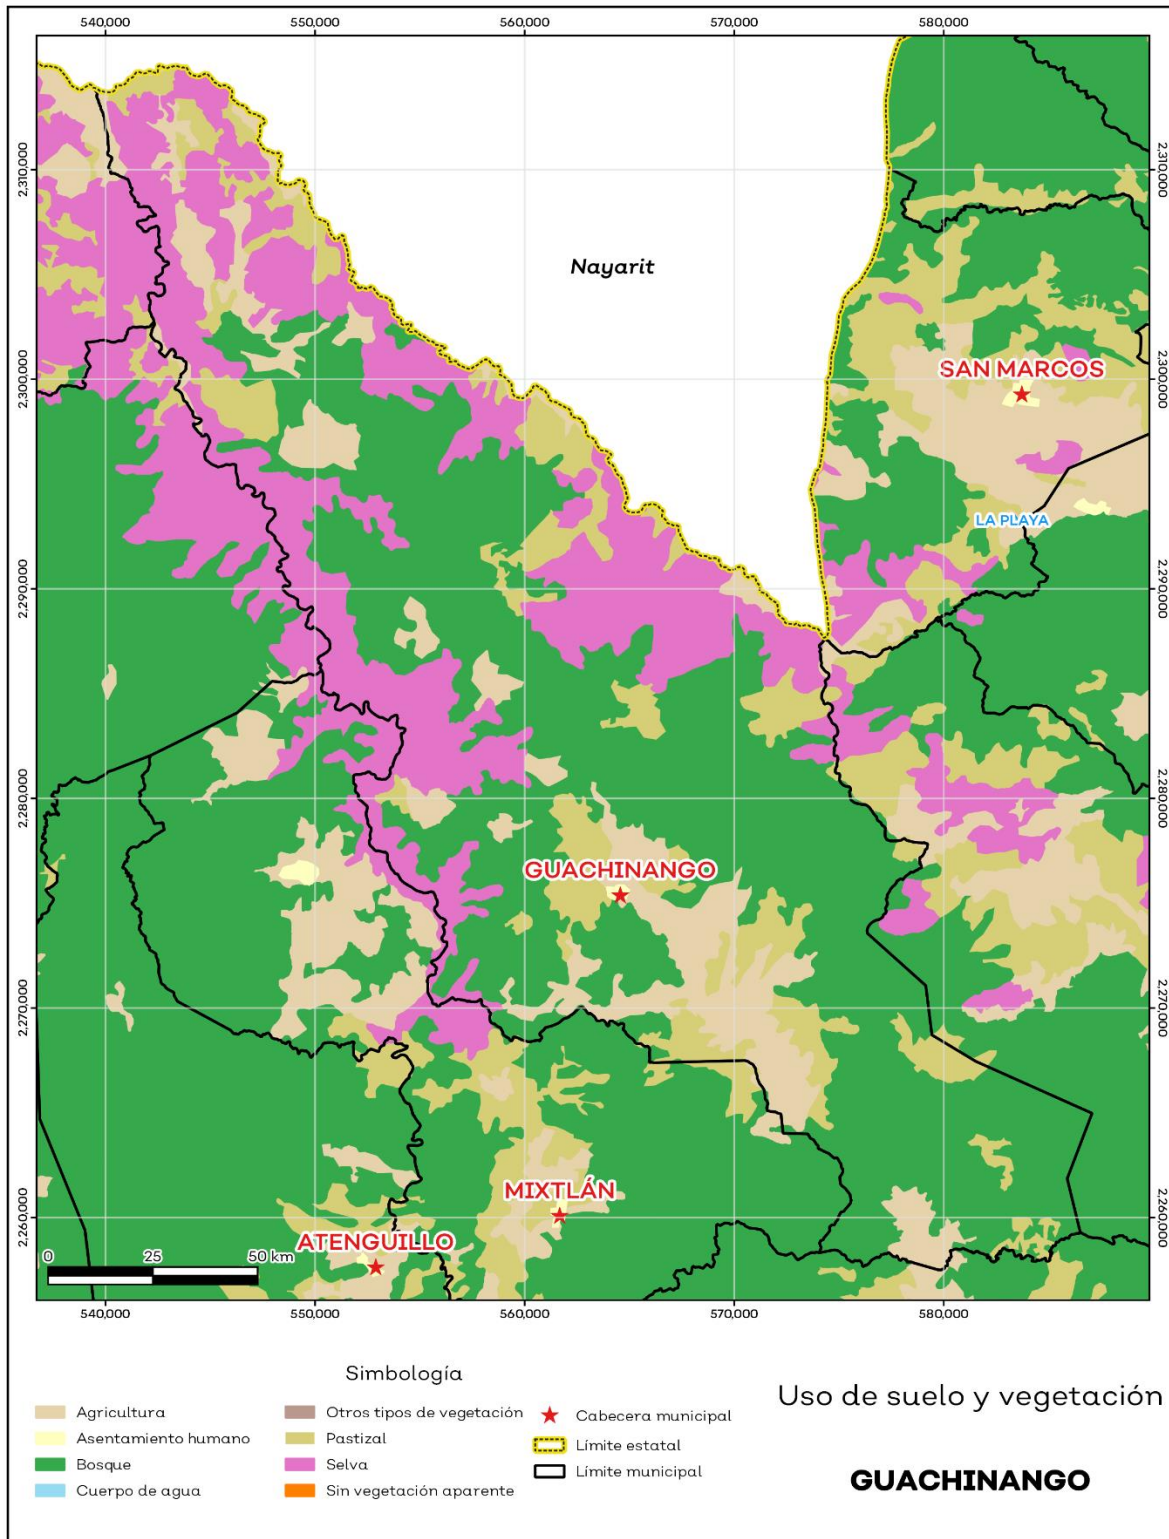 540,000 550,000 560,000 570,000 580,000
2,310,000 2,310,000
Nayarit
2,300,000 2,300,000
SAN MARCOS
LA PLAYA
2,290,000 2,290,000
2,280,000 2,280,000
GUACHINANGO
2,270,000 2,270,000
MIXTLÁN
2,260,000 2,260,000
ATENGUILLO
0 25 50 km
540,000 550,000 560,000 570,000 580,000
Simbología
Agricultura
Asentamiento humano
Bosque
Cuerpo de agua
Otros tipos de vegetación
Pastizal
Selva
Sin vegetación aparente
Cabecera municipal
Límite estatal
Límite municipal
Uso de suelo y vegetación
GUACHINANGO